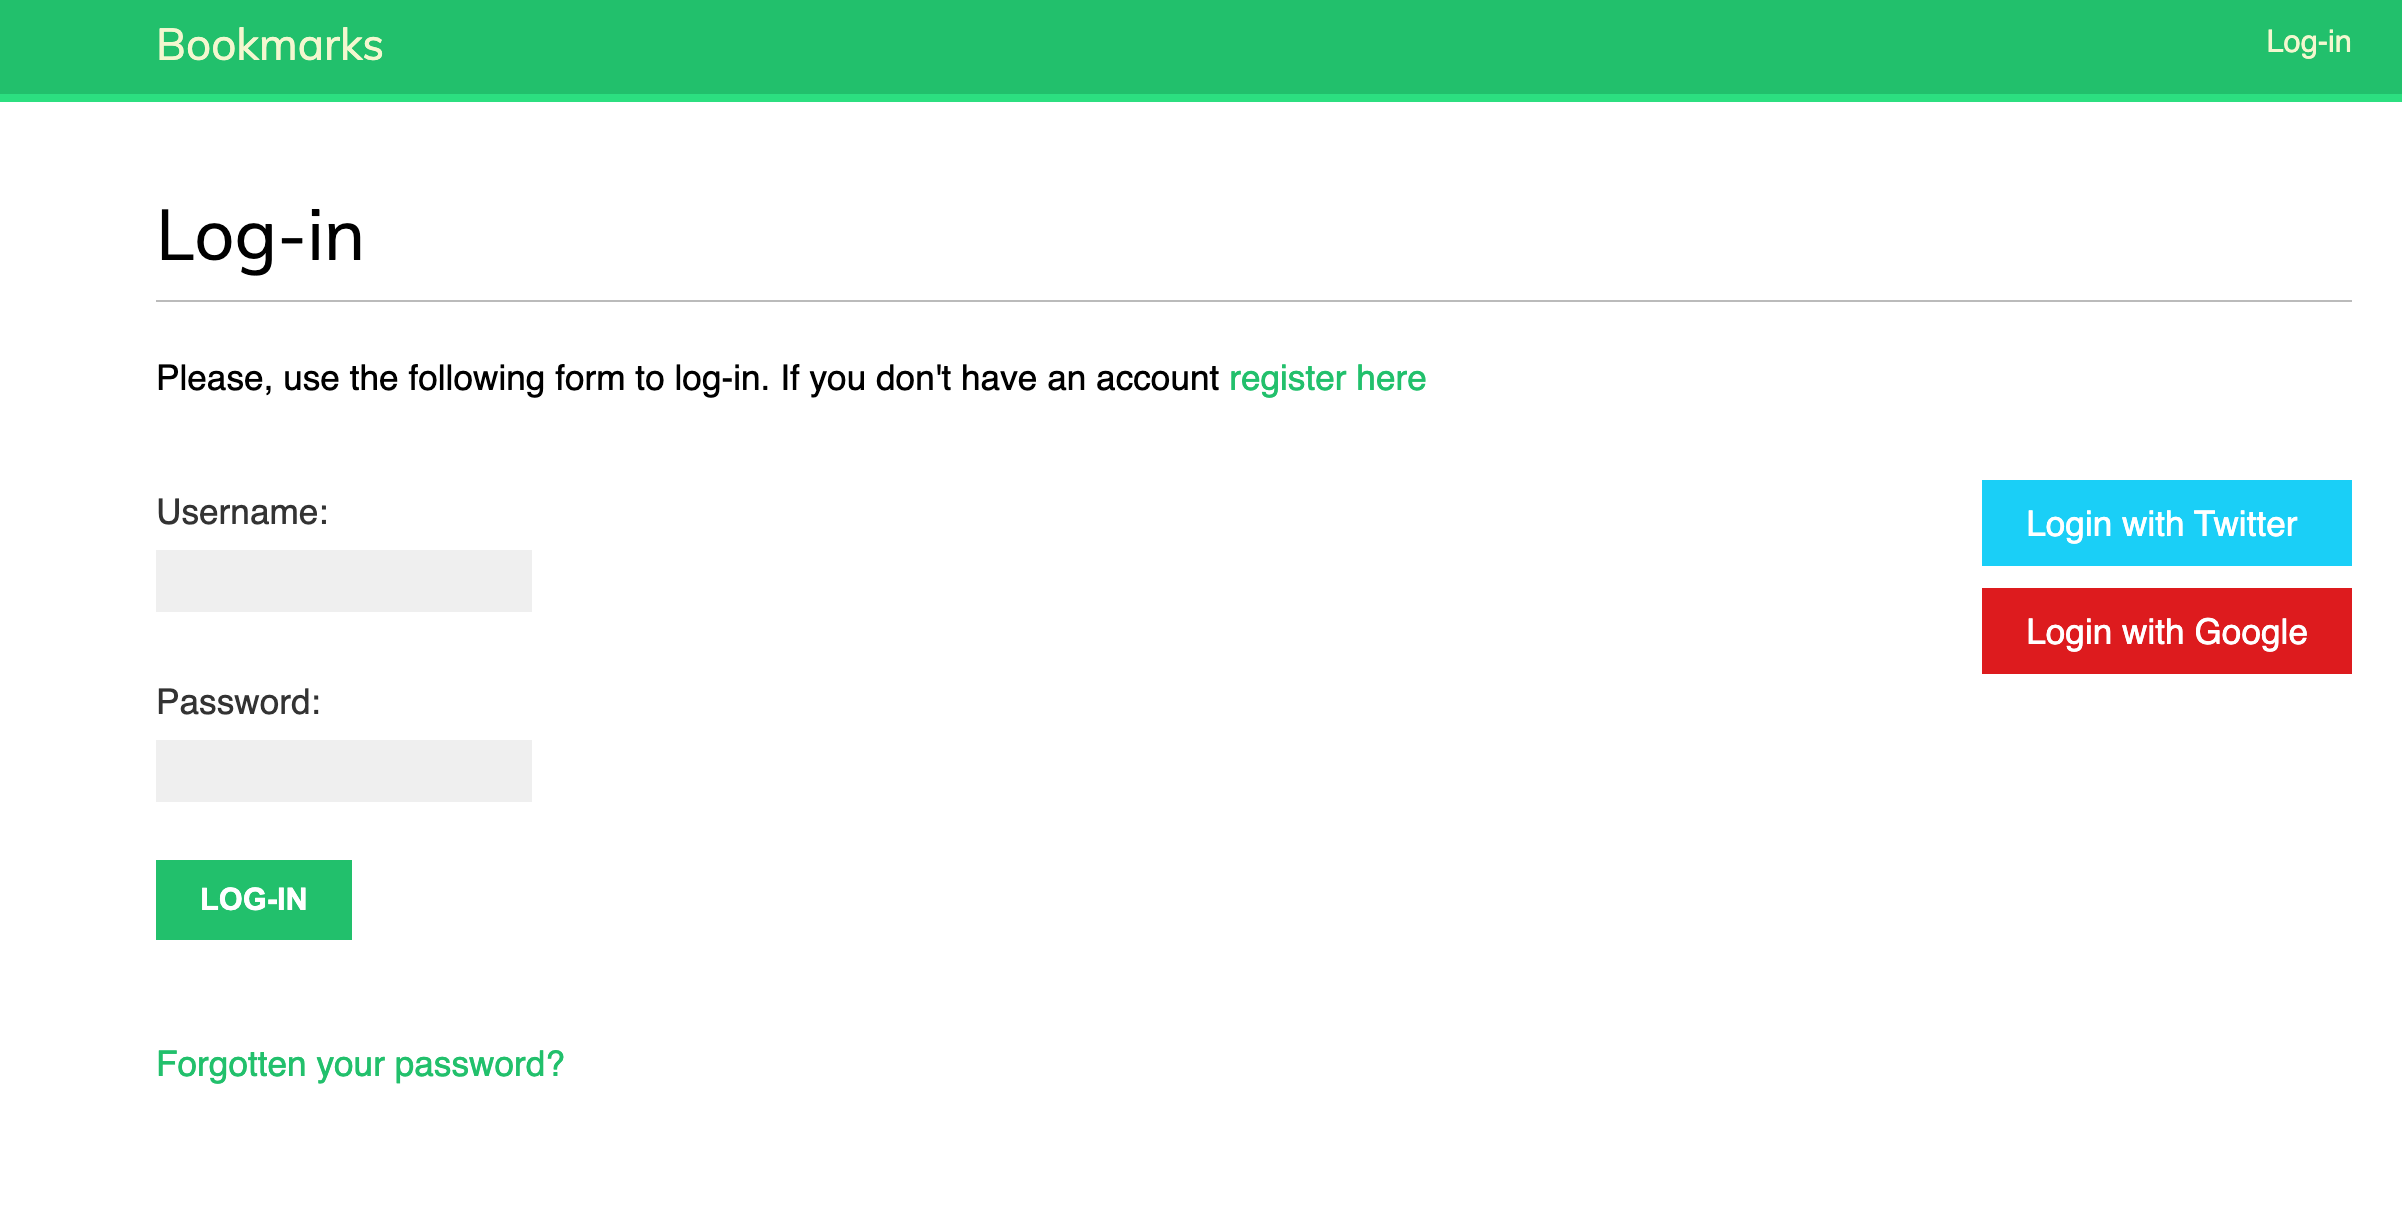 Bookmarks
Log-in
Log-in
Please, use the following form to log-in. If you don't have an account register here
Username:
Login with Twitter
Login with Google
Password:
LOG-IN
Forgotten your password?